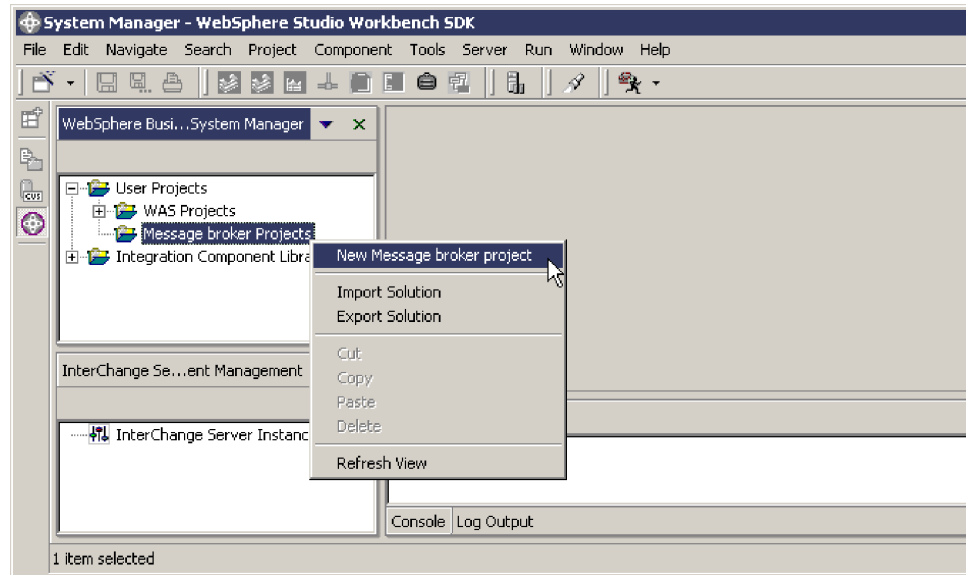 System Manager - WebSphere Studio Workbench SDK
File Edit Navigate Search Project Component Tools Server Run Window Help
WebSphere Busi...System Manager
User Projects
WAS Projects
Message broker Projects
Integration Component Libra
New Message broker project
Import Solution
Export Solution
Cut
Copy
Paste
Delete
Refresh View
InterChange Se...ent Management
InterChange Server Instanc
CUS
Console Log Output
1 item selected